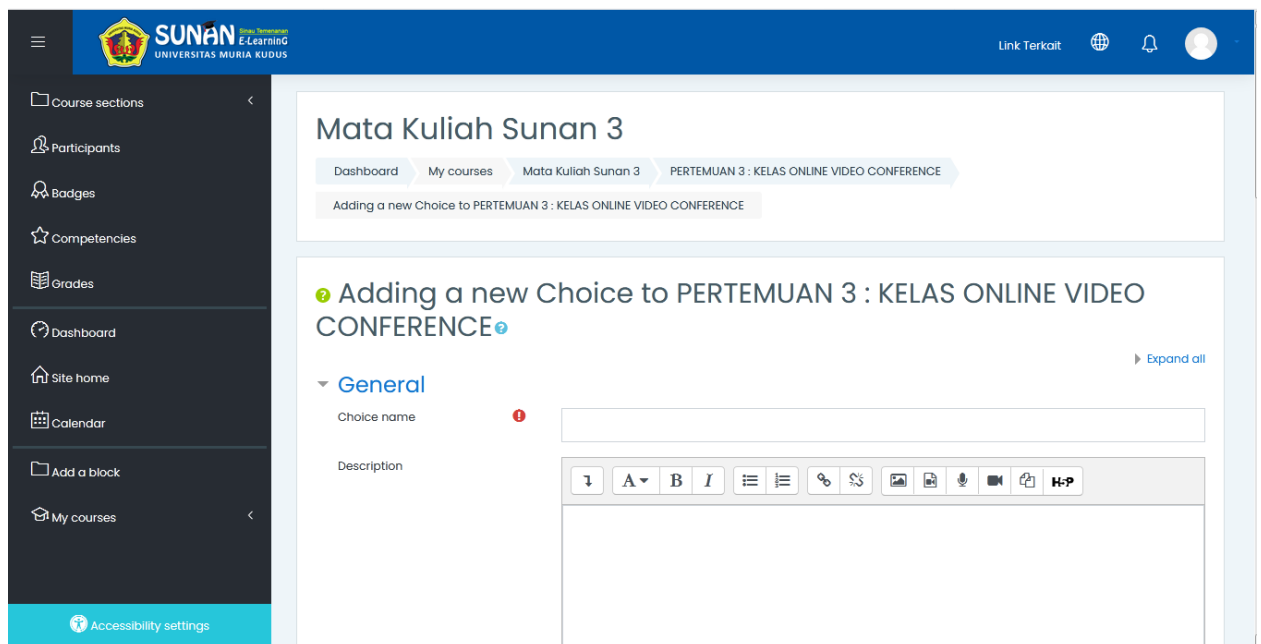 SUNAN Sinau Temenanan
E-LearninG
UNIVERSITAS MURIA KUDUS
Link Terkait
Course sections
Participants
Badges
Competencies
Grades
Dashboard
Site home
Calendar
Add a block
My courses
Accessibility settings
Mata Kuliah Sunan 3
Dashboard My courses Mata Kuliah Sunan 3 PERTEMUAN 3 : KELAS ONLINE VIDEO CONFERENCE
Adding a new Choice to PERTEMUAN 3 : KELAS ONLINE VIDEO CONFERENCE
Adding a new Choice to PERTEMUAN 3 : KELAS ONLINE VIDEO
CONFERENCE
Expand all
General
Choice name
Description
A B I H-P